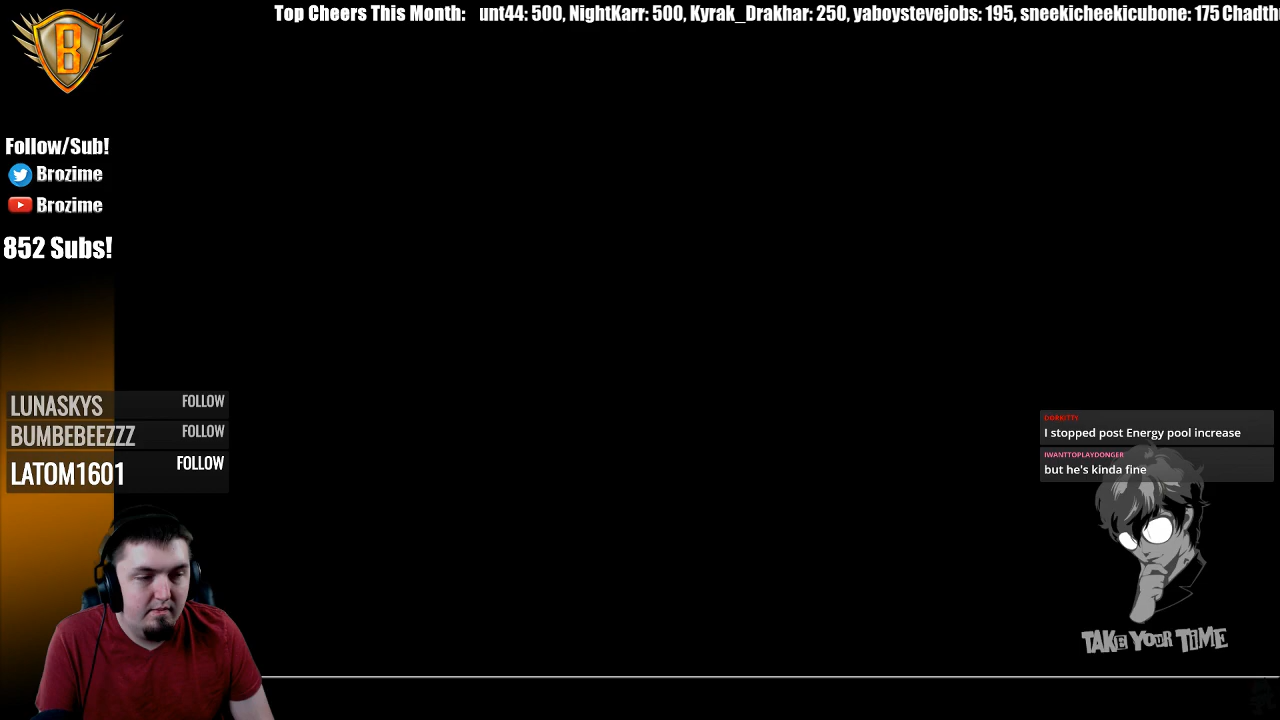 Top Cheers This Month: unt44: 500, NightKarr: 500, Kyrak_Drakhar: 250, yaboystevejobs: 195, sneekicheekicubone: 175 Chadth
B
Follow/Sub!
Brozime
Brozime
852 Subs!
LUNASKYS FOLLOW
BUMBEBEEZZZ FOLLOW
LATOM1601 FOLLOW
DORKITTY
I stopped post Energy pool increase
IWANTTOPLAYDONGER
but he's kinda fine
TAKE YOUR TIME